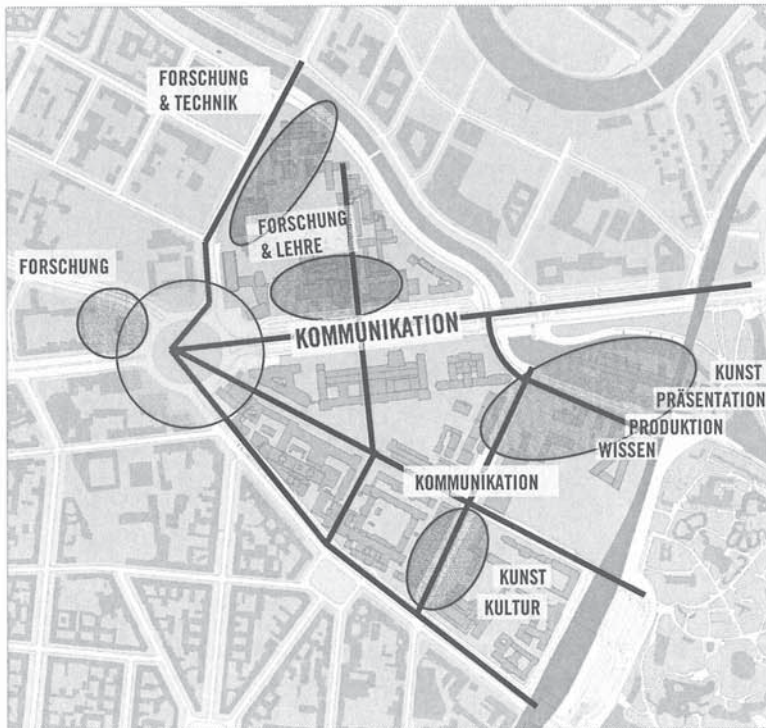 FORSCHUNG
& TECHNIK
FORSCHUNG
& LEHRE
FORSCHUNG
KOMMUNIKATION
KUNST
PRÄSENTATION
PRODUKTION
WISSEN
KOMMUNIKATION
KUNST
KULTUR